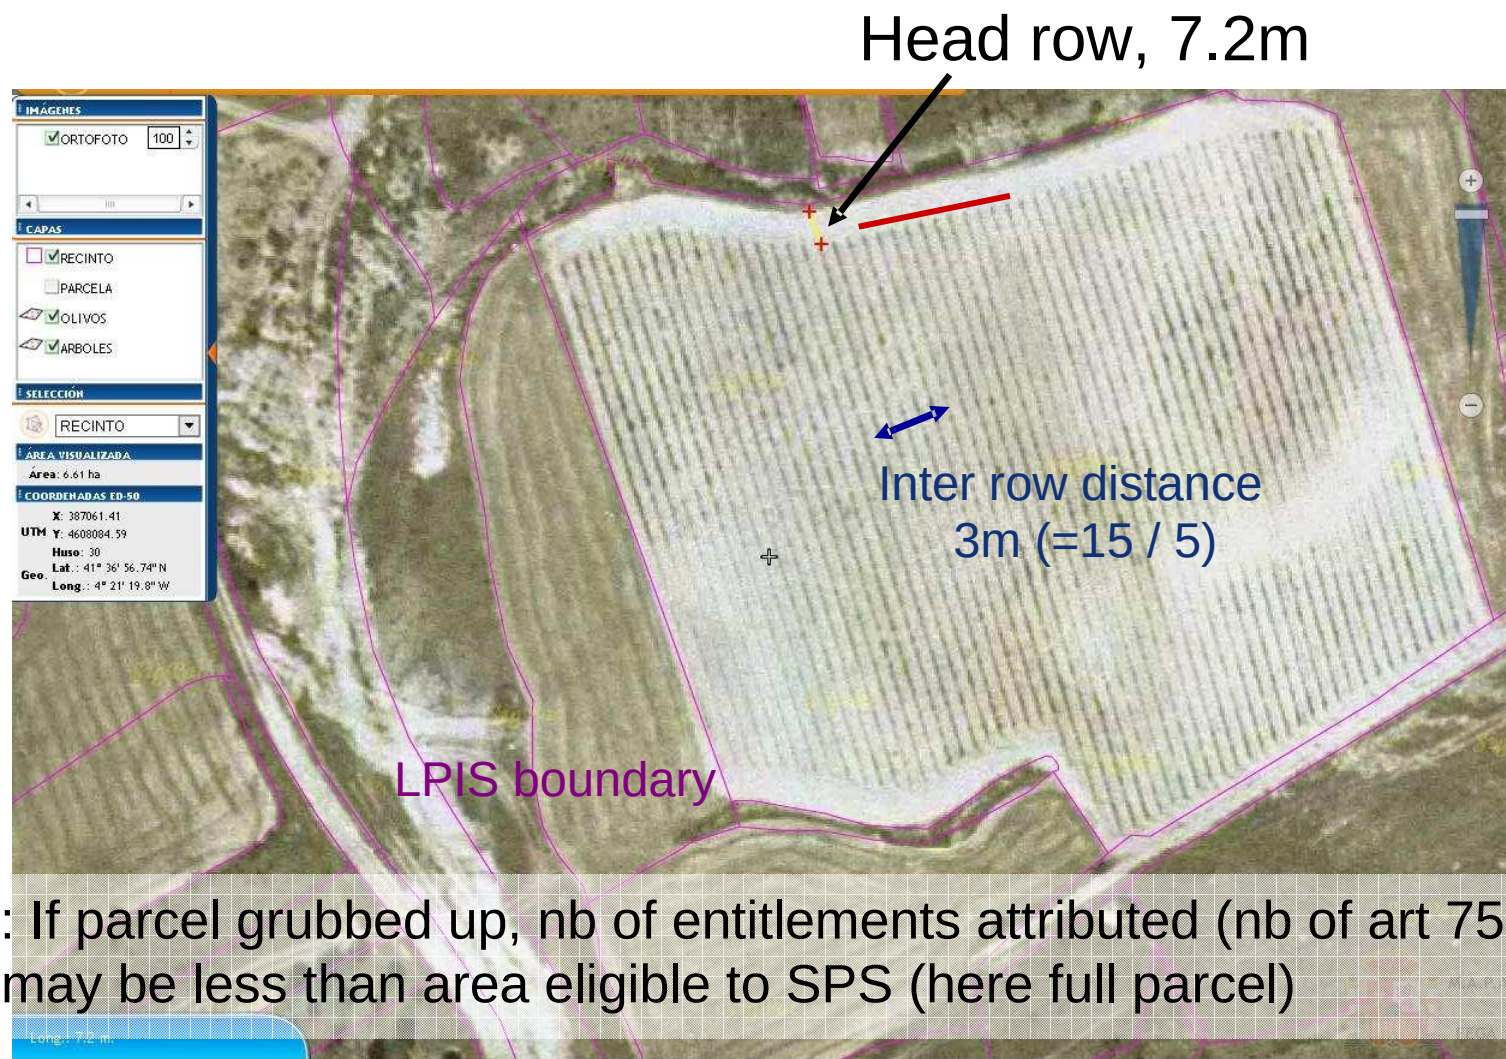 Head row, 7.2m
IMÁGENES
ORTOFOTO 100
CAPAS
RECINTO
PARCELA
OLIVOS
ARBOLES
SELECCIÓN
RECINTO
ÁREA VISUALIZADA
Área: 6.61 ha
COORDENADAS ED-50
X: 387061.41
UTM Y: 4608084.59
Huso: 30
Lat.: 41º 36' 56.74" N
Geo.
Long.: 4º 21' 19.8" W
Inter row distance
3m (=15 / 5)
LPIS boundary
: If parcel grubbed up, nb of entitlements attributed (nb of art 75
may be less than area eligible to SPS (here full parcel)
M.A.P.
FEGA
Long.: 7.2 m.